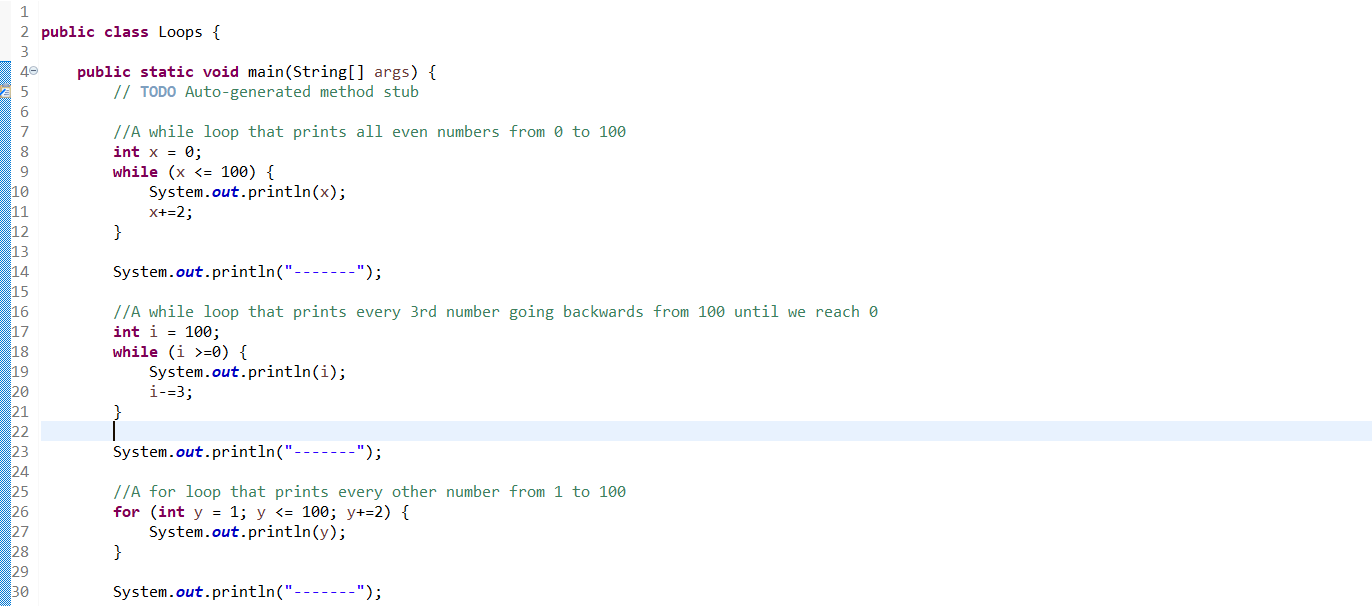 1
2 public class Loops {
3
4 public static void main(String[] args) {
5 // TODO Auto-generated method stub
6
7 //A while loop that prints all even numbers from 0 to 100
8 int x = 0;
9 while (x <= 100) {
10 System.out.println(x);
11 x+=2;
12 }
13
14 System.out.println("-------");
15
16 //A while loop that prints every 3rd number going backwards from 100 until we reach 0
17 int i = 100;
18 while (i >=0) {
19 System.out.println(i);
20 i-=3;
21 }
22
23 System.out.println("-------");
24
25 //A for loop that prints every other number from 1 to 100
26 for (int y = 1; y <= 100; y+=2) {
27 System.out.println(y);
28 }
29
30 System.out.println("-------");